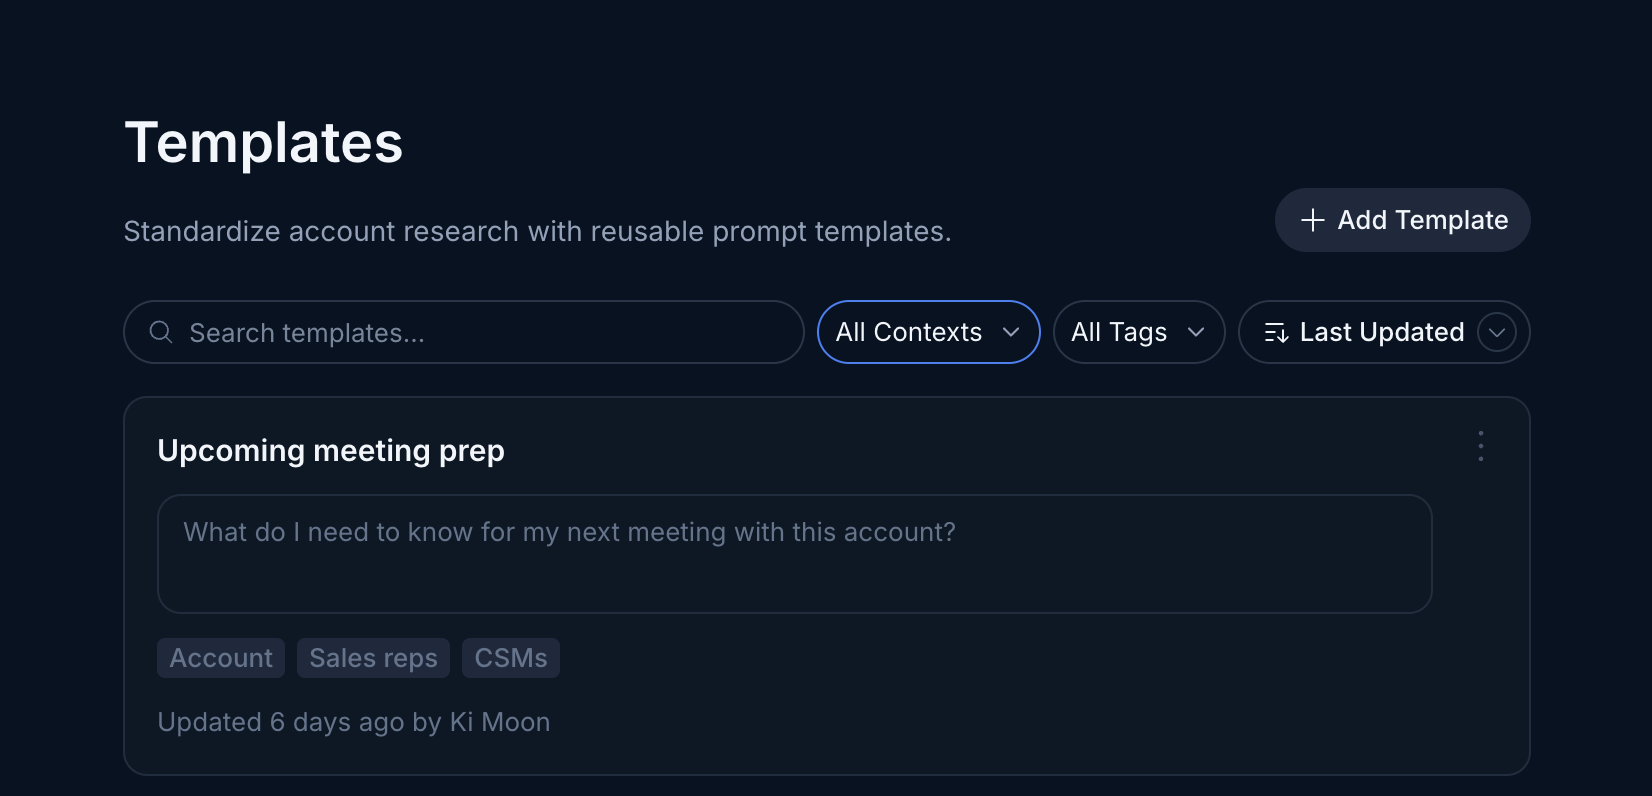 Templates
Standardize account research with reusable prompt templates.
Add Template
Search templates...
All Contexts
All Tags
Last Updated
Upcoming meeting prep
What do I need to know for my next meeting with this account?
Account
Sales reps
CSMs
Updated 6 days ago by Ki Moon